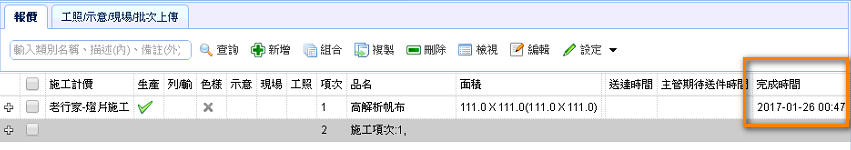 報價 工照/示意/現場/批次上傳
輸入類別名稱、描述(內)、備註(外) 查詢 新增 組合 複製 刪除 檢視 編輯 設定
施工計價 生產 列/輸 色樣 示意 現場 工照 項次 品名 面積 送達時間 主管期待送件時間 完成時間
老行家-燈片施工 1 高解析帆布 111.0 X 111.0(111.0 X 111.0) 2017-01-26 00:47
2 施工項次:1,